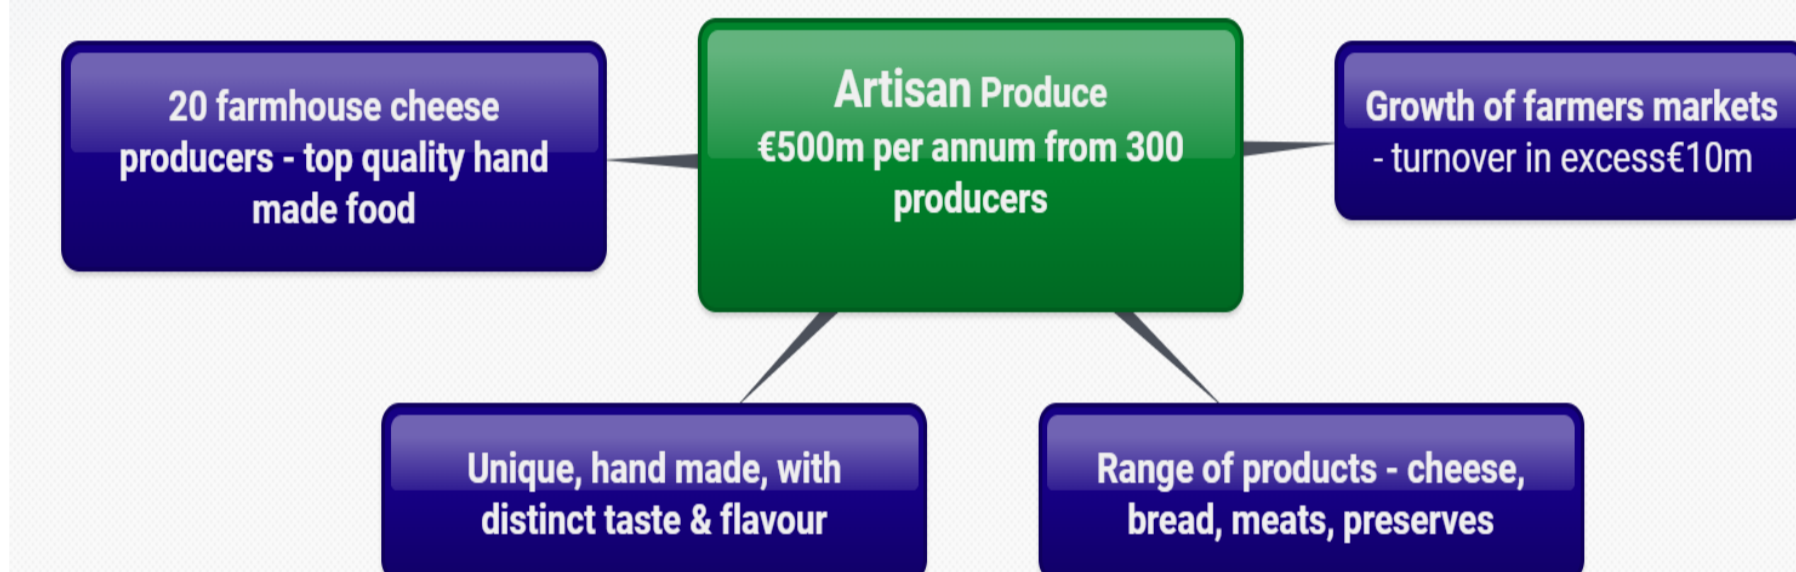 20 farmhouse cheese
producers - top quality hand
made food
Artisan Produce
€500m per annum from 300
producers
Growth of farmers markets
- turnover in excess€10m
Unique, hand made, with
distinct taste & flavour
Range of products - cheese,
bread, meats, preserves